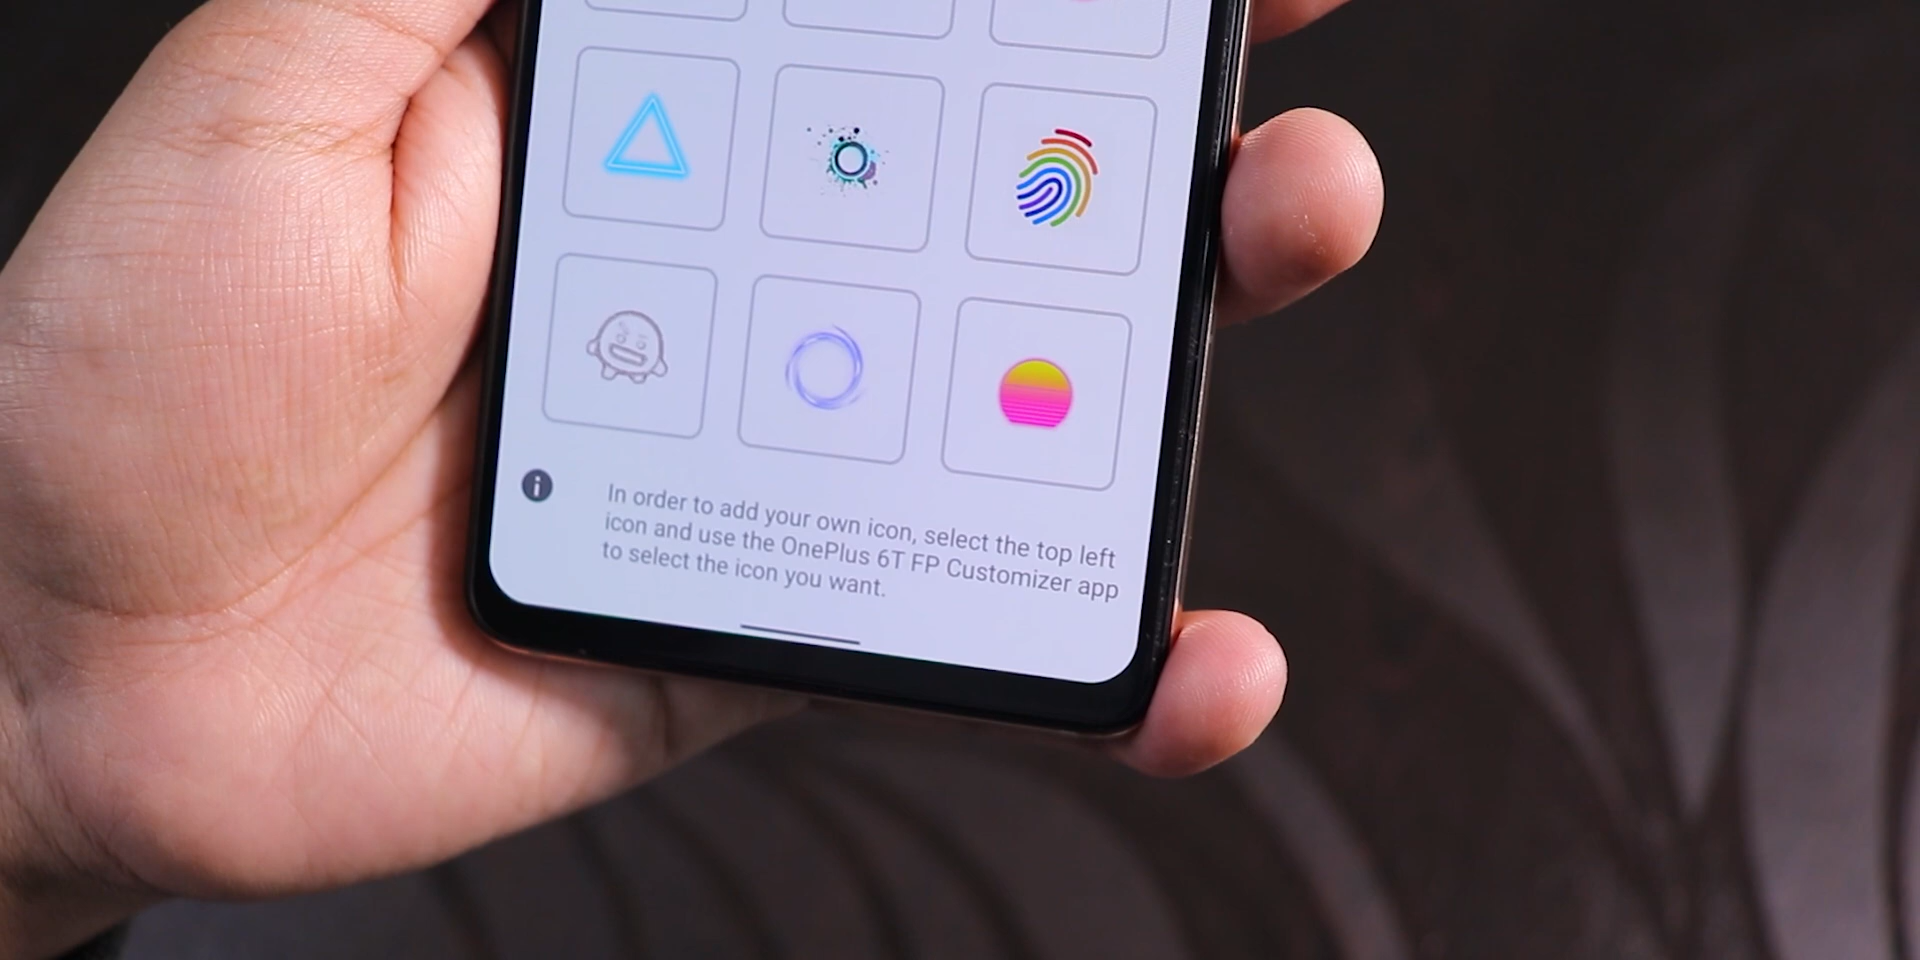 In order to add your own icon, select the top left
icon and use the OnePlus 6T FP Customizer app
to select the icon you want.